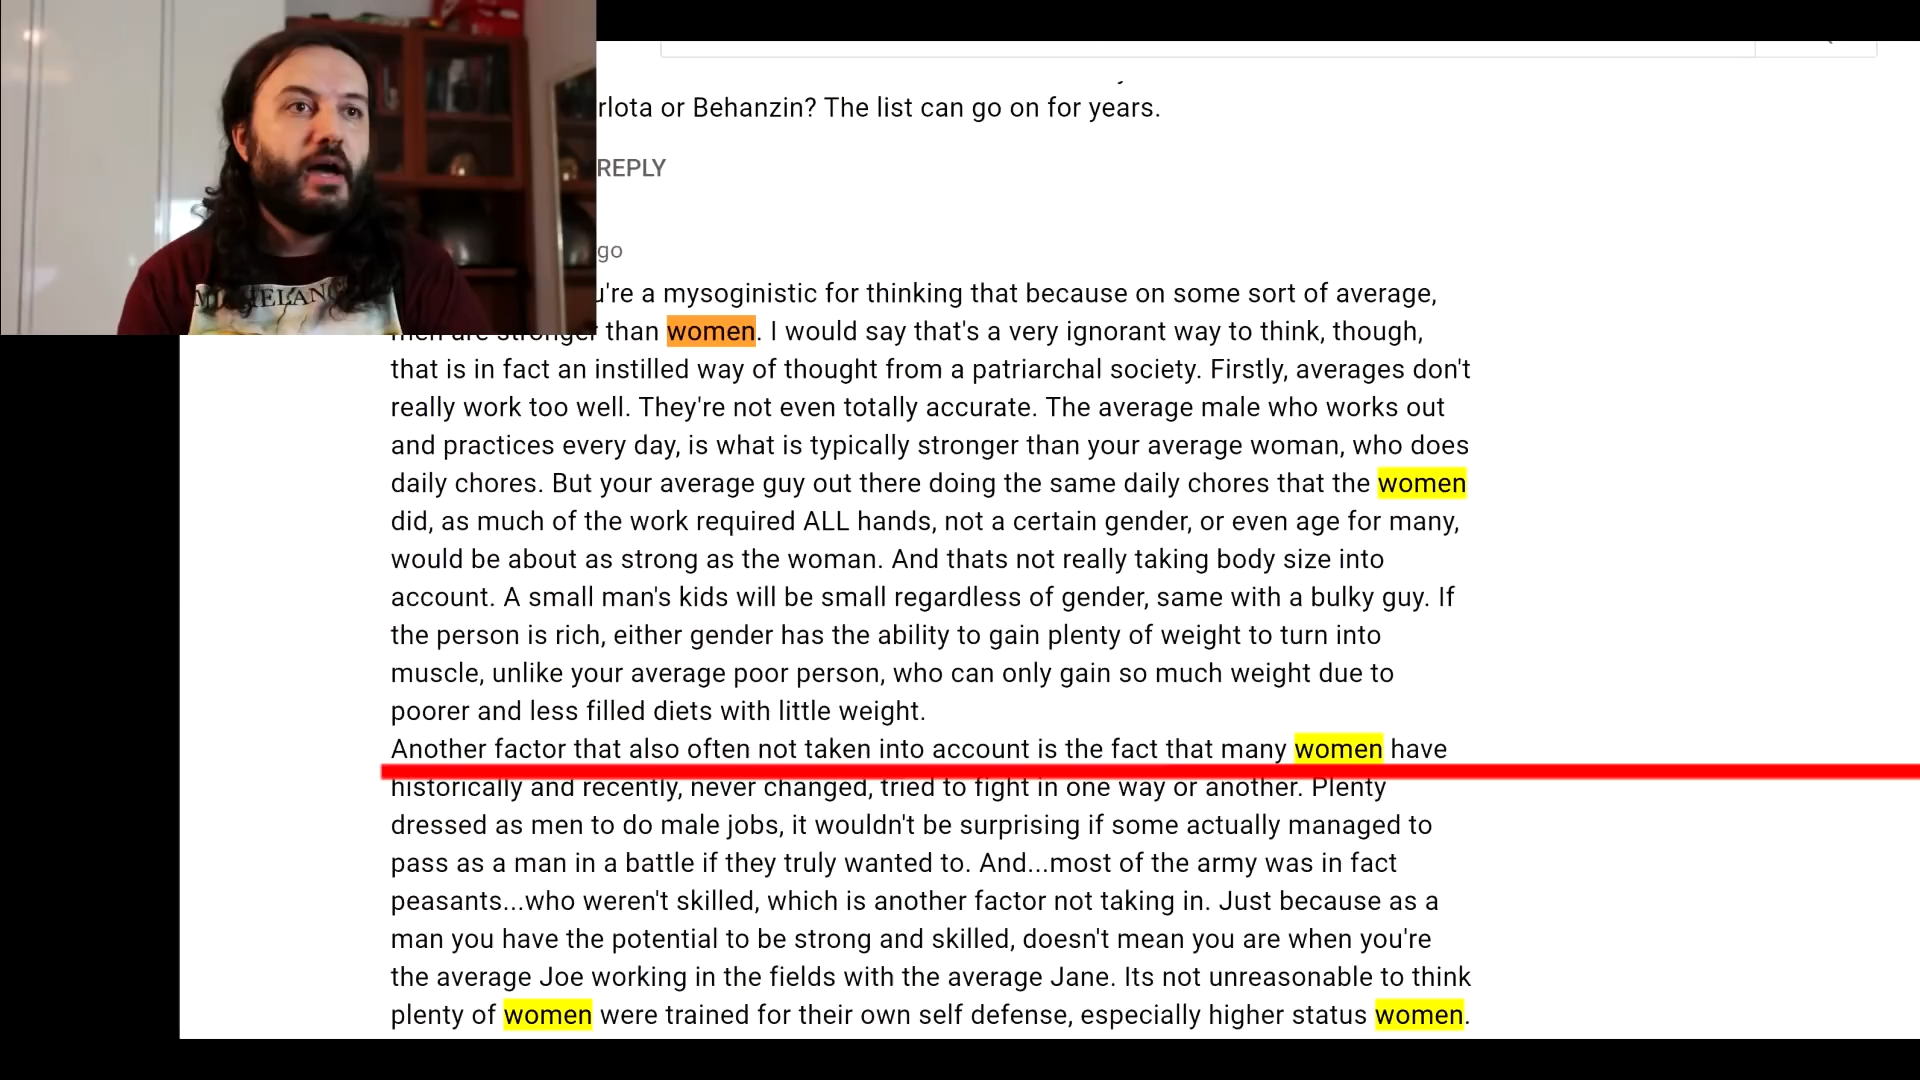 rlota or Behanzin? The list can go on for years.
REPLY
go
u're a mysoginistic for thinking that because on some sort of average,
men are stronger than women. I would say that's a very ignorant way to think, though,
that is in fact an instilled way of thought from a patriarchal society. Firstly, averages don't
really work too well. They're not even totally accurate. The average male who works out
and practices every day, is what is typically stronger than your average woman, who does
daily chores. But your average guy out there doing the same daily chores that the women
did, as much of the work required ALL hands, not a certain gender, or even age for many,
would be about as strong as the woman. And thats not really taking body size into
account. A small man's kids will be small regardless of gender, same with a bulky guy. If
the person is rich, either gender has the ability to gain plenty of weight to turn into
muscle, unlike your average poor person, who can only gain so much weight due to
poorer and less filled diets with little weight.
Another factor that also often not taken into account is the fact that many women have
historically and recently, never changed, tried to fight in one way or another. Plenty
dressed as men to do male jobs, it wouldn't be surprising if some actually managed to
pass as a man in a battle if they truly wanted to. And...most of the army was in fact
peasants...who weren't skilled, which is another factor not taking in. Just because as a
man you have the potential to be strong and skilled, doesn't mean you are when you're
the average Joe working in the fields with the average Jane. Its not unreasonable to think
plenty of women were trained for their own self defense, especially higher status women.